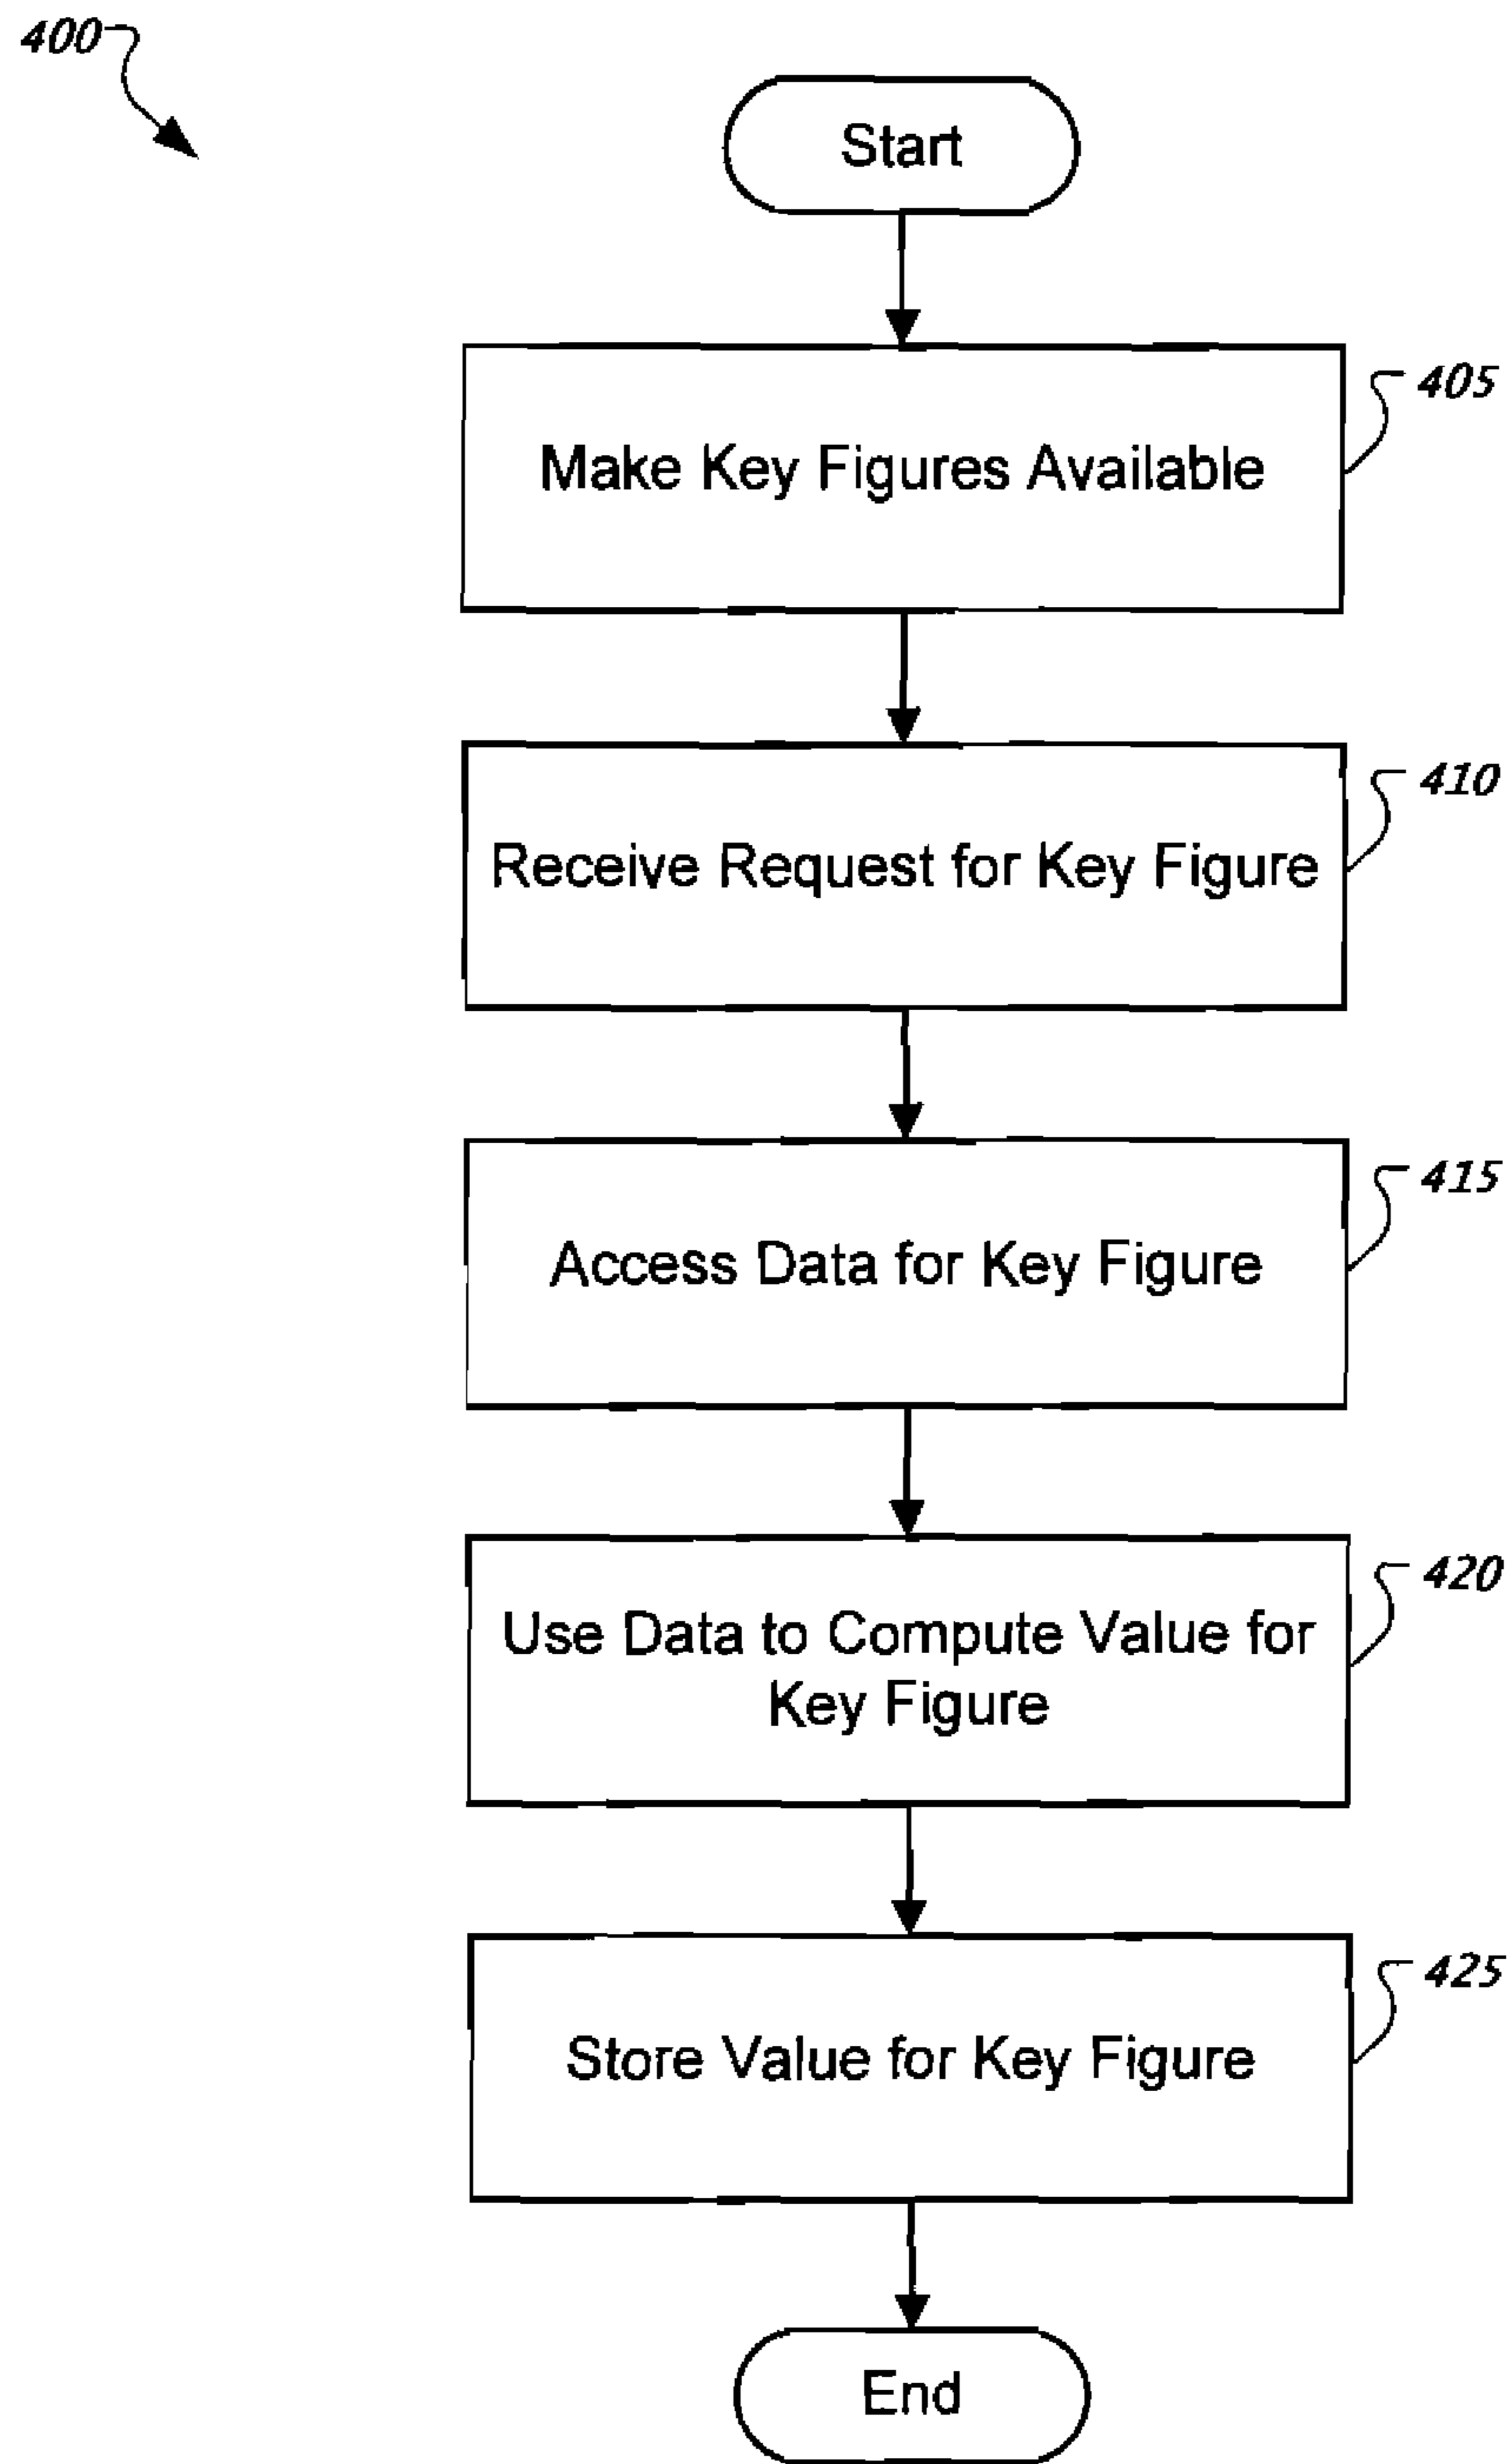 400
Start
Make Key Figures Available
405
Receive Request for Key Figure
410
Access Data for Key Figure
415
Use Data to Compute Value for
Key Figure
420
Store Value for Key Figure
425
End